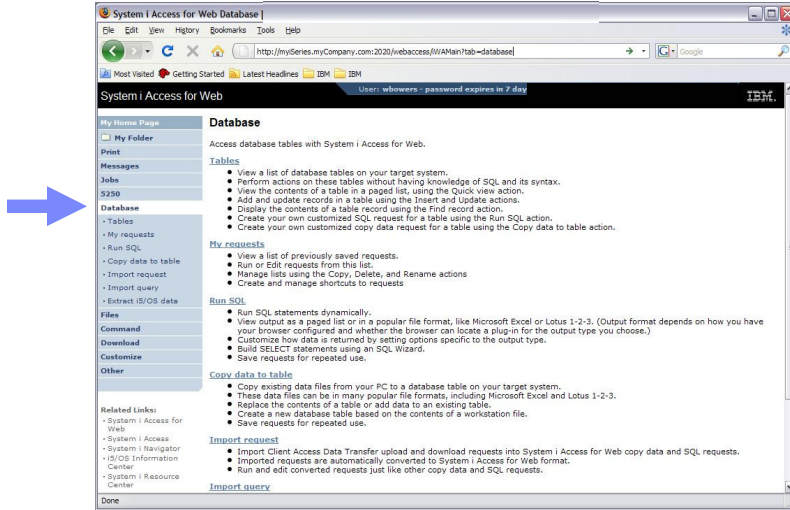 System i Access for Web Database
File Edit View History Bookmarks Tools Help
http://myiSeries.myCompany.com:2020/webaccess/iWAMain?tab=database
Google
Most Visited Getting Started Latest Headlines IBM IBM
System i Access for Web
User: wbowers - password expires in 7 day
IBM.
My Home Page
My Folder
Print
Messages
Jobs
5250
Database
• Tables
• My requests
• Run SQL
• Copy data to table
• Import request
• Import query
• Extract i5/OS data
Files
Command
Download
Customize
Other
Related Links:
• System i Access for
Web
• System i Access
• System i Navigator
• i5/OS Information
Center
• System i Resource
Center
Database
Access database tables with System i Access for Web.
Tables
• View a list of database tables on your target system.
• Perform actions on these tables without having knowledge of SQL and its syntax.
• View the contents of a table in a paged list, using the Quick view action.
• Add and update records in a table using the Insert and Update actions.
• Display the contents of a table record using the Find record action.
• Create your own customized SQL request for a table using the Run SQL action.
• Create your own custom copy data request for a table using the Copy data to table action.
My requests
• View a list of previously saved requests.
• Run or Edit requests from this list.
• Manage lists using the Copy, Delete, and Rename actions
• Create and manage shortcuts to requests
Run SQL
• Run SQL statements dynamically.
• View output as a paged list or in a popular file format, like Microsoft Excel or Lotus 1-2-3. (Output format depends on how you have
your browser configured and whether the browser can locate a plug-in for the output type you choose.)
• Customize how data is returned by setting options specific to the output type.
• Build SELECT statements using an SQL Wizard.
• Save requests for repeated use.
Copy data to table
• Copy existing data files from your PC to a database table on your target system.
• These data files can be in many popular file formats, including Microsoft Excel and Lotus 1-2-3.
• Replace the contents of a table or add data to an existing table.
• Create a new database table based on the contents of a workstation file.
• Save requests for repeated use.
Import request
• Import Client Access Data Transfer upload and download requests into System i Access for Web copy data and SQL requests.
• Imported requests are automatically converted to System i Access for Web format.
• Run and edit converted requests just like other copy data and SQL requests.
Import query
Done